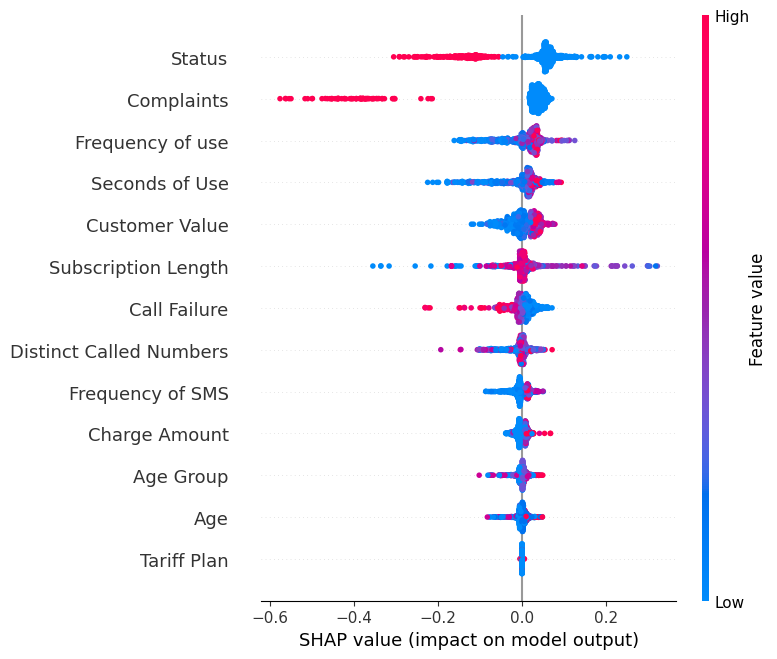 High
Status
Complaints
Frequency of use
Seconds of Use
Customer Value
Subscription Length
Call Failure
Distinct Called Numbers
Frequency of SMS
Charge Amount
Age Group
Age
Tariff Plan
Feature value
Low
−0.6 −0.4 −0.2 0.0 0.2
SHAP value (impact on model output)